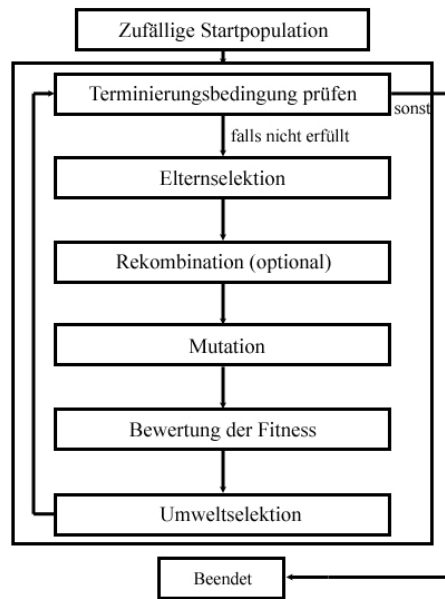 Zufällige Startpopulation
Terminierungsbedingung prüfen
sonst
falls nicht erfüllt
Elternselektion
Rekombination (optional)
Mutation
Bewertung der Fitness
Umweltselektion
Beendet